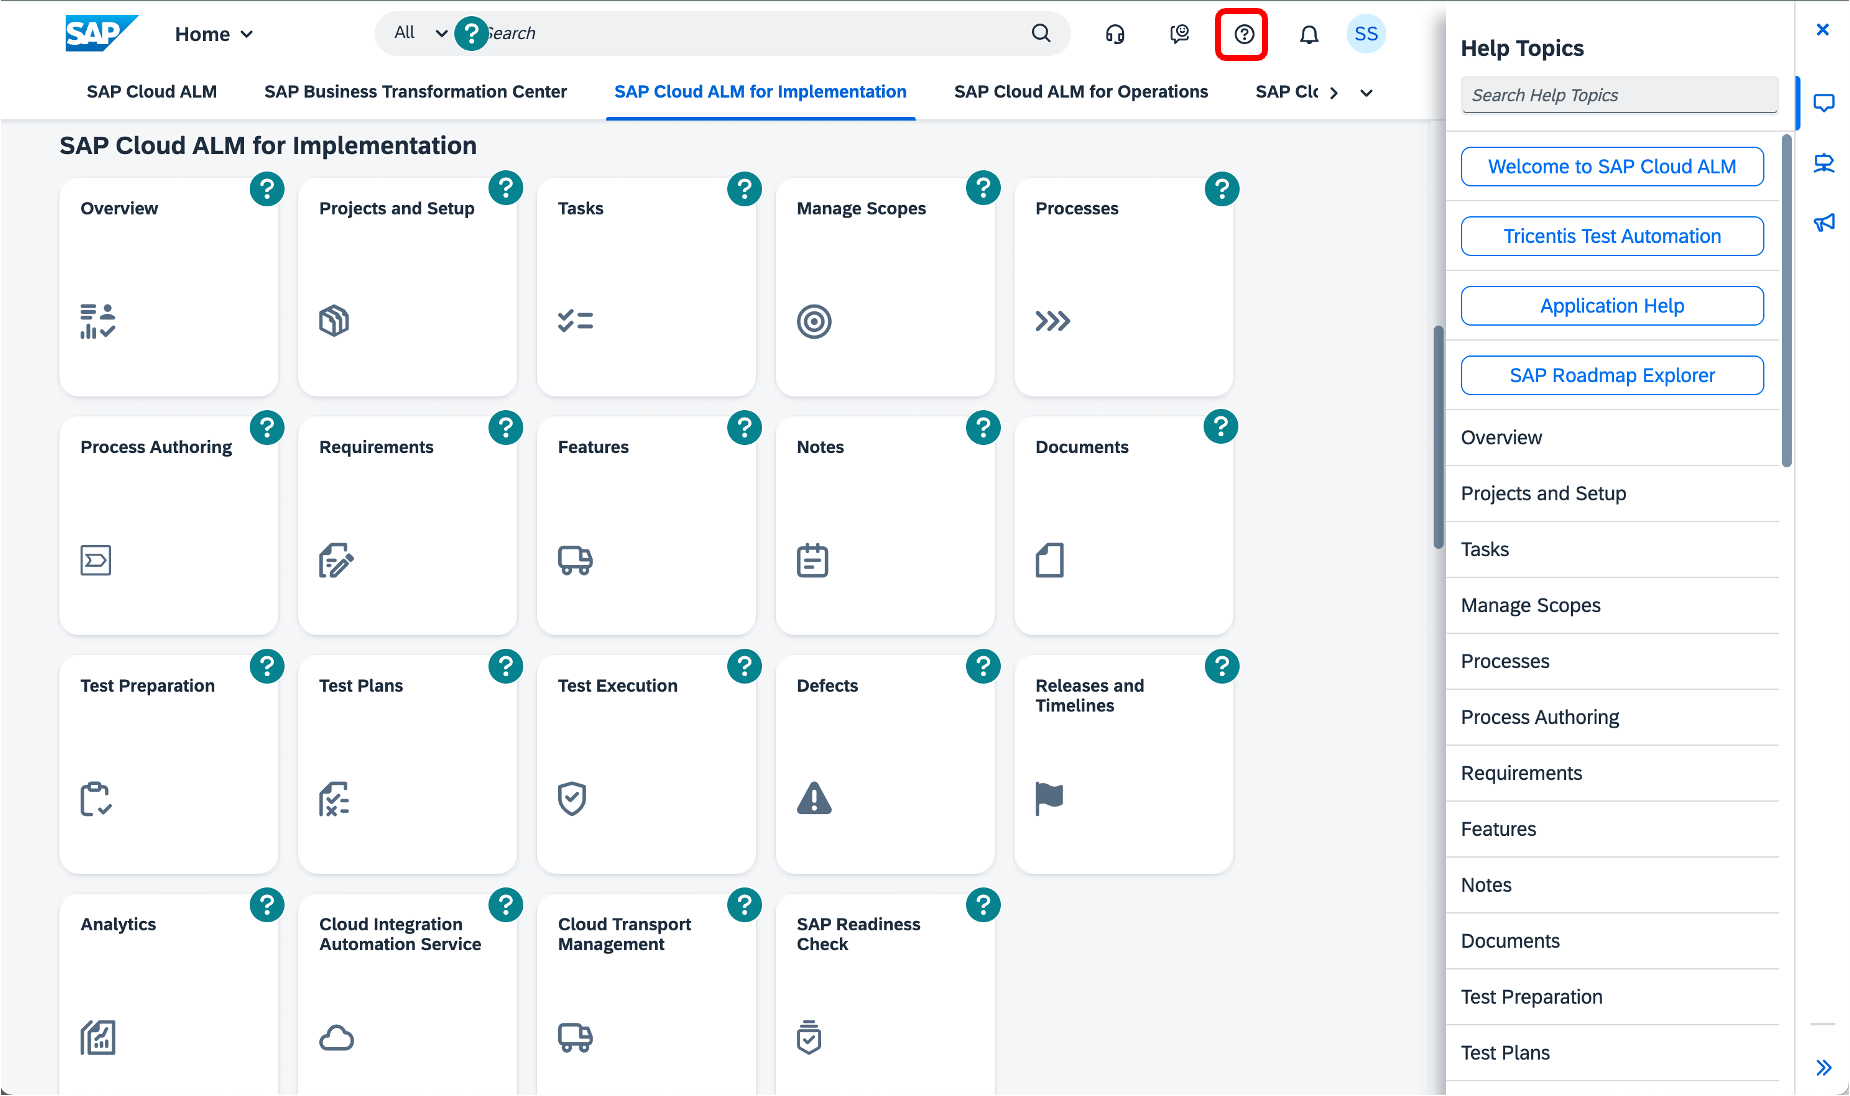 SAP
Home
All
Search
SS
SAP Cloud ALM
SAP Business Transformation Center
SAP Cloud ALM for Implementation
SAP Cloud ALM for Operations
SAP Clo
SAP Cloud ALM for Implementation
Overview
Projects and Setup
Tasks
Manage Scopes
Processes
Process Authoring
Requirements
Features
Notes
Documents
Test Preparation
Test Plans
Test Execution
Defects
Releases and
Timelines
Analytics
Cloud Integration
Automation Service
Cloud Transport
Management
SAP Readiness
Check
Help Topics
Search Help Topics
Welcome to SAP Cloud ALM
Tricentis Test Automation
Application Help
SAP Roadmap Explorer
Overview
Projects and Setup
Tasks
Manage Scopes
Processes
Process Authoring
Requirements
Features
Notes
Documents
Test Preparation
Test Plans